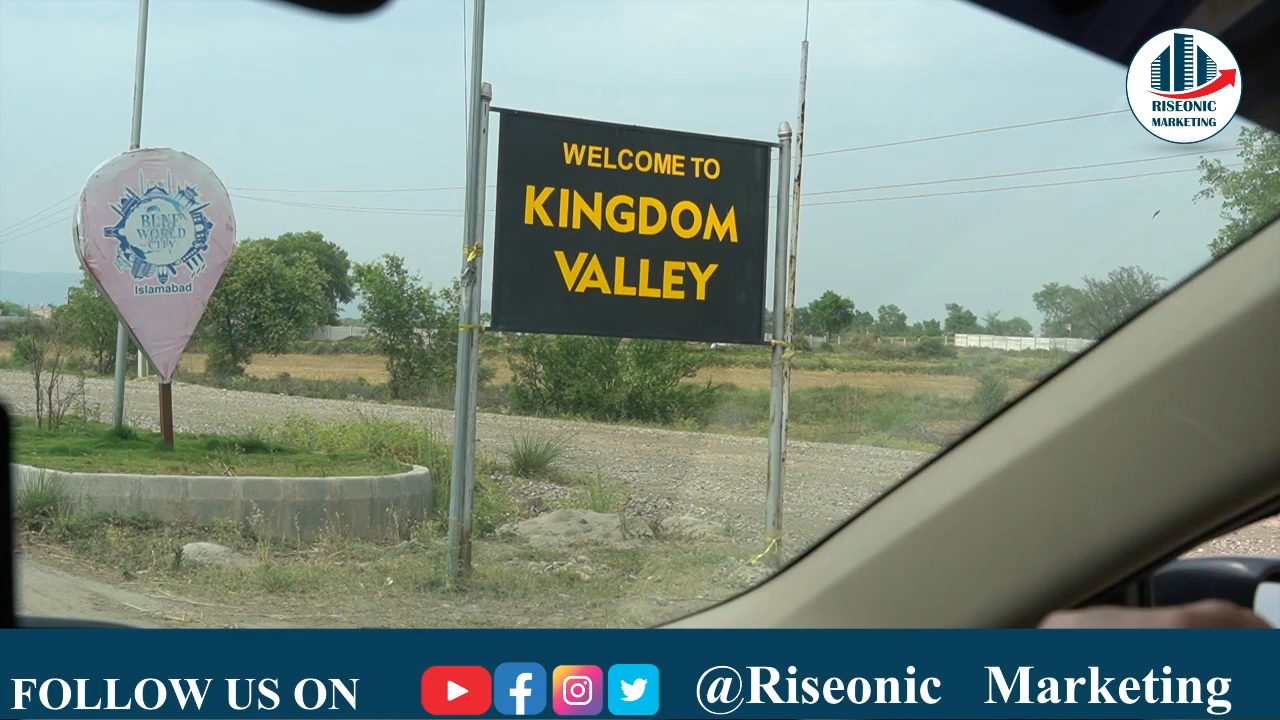 RISEONIC
MARKETING
WELCOME TO
KINGDOM
VALLEY
BLUE
WORLD
CITY
Islamabad
FOLLOW US ON
@Riseonic Marketing